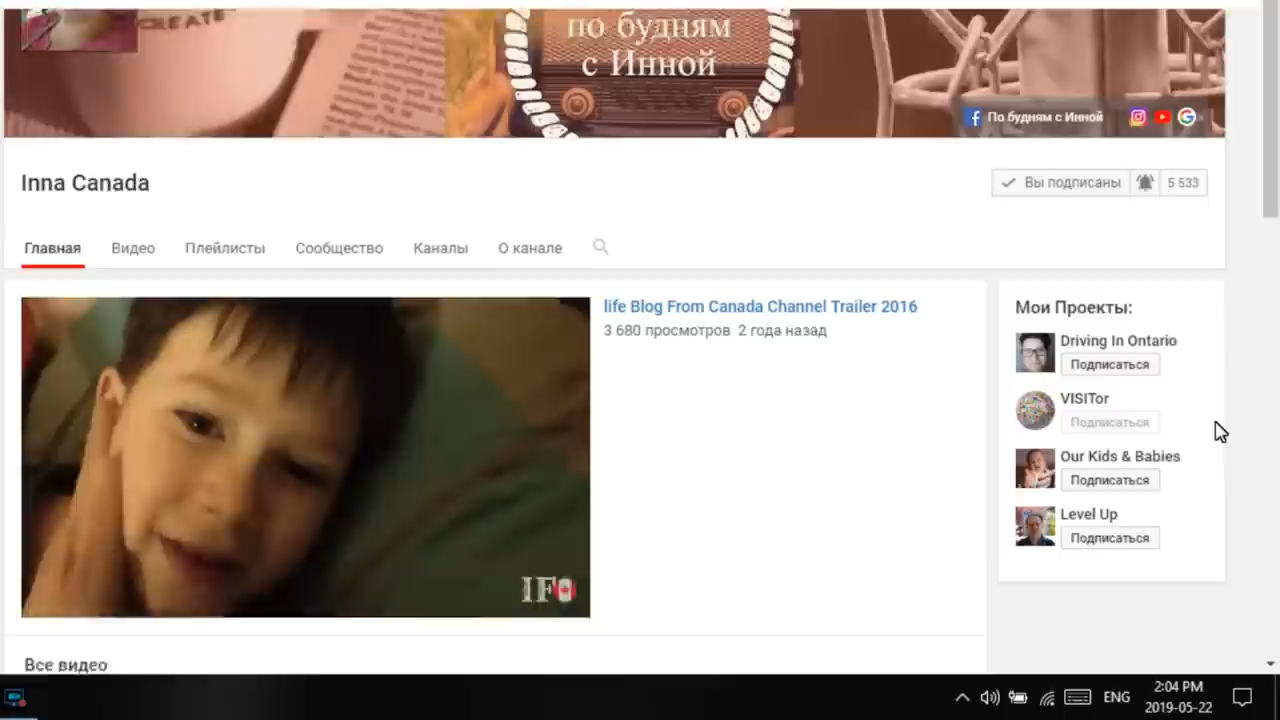 CREATE
по будням
с Инной
По будням с Инной
Inna Canada
Вы подписаны
5 533
Главная
Видео
Плейлисты
Сообщество
Каналы
О канале
life Blog From Canada Channel Trailer 2016
3 680 просмотров 2 года назад
IFC
Мои Проекты:
Driving In Ontario
Подписаться
VISITor
Подписаться
Our Kids & Babies
Подписаться
Level Up
Подписаться
Все видео
ENG
2:04 PM
2019-05-22